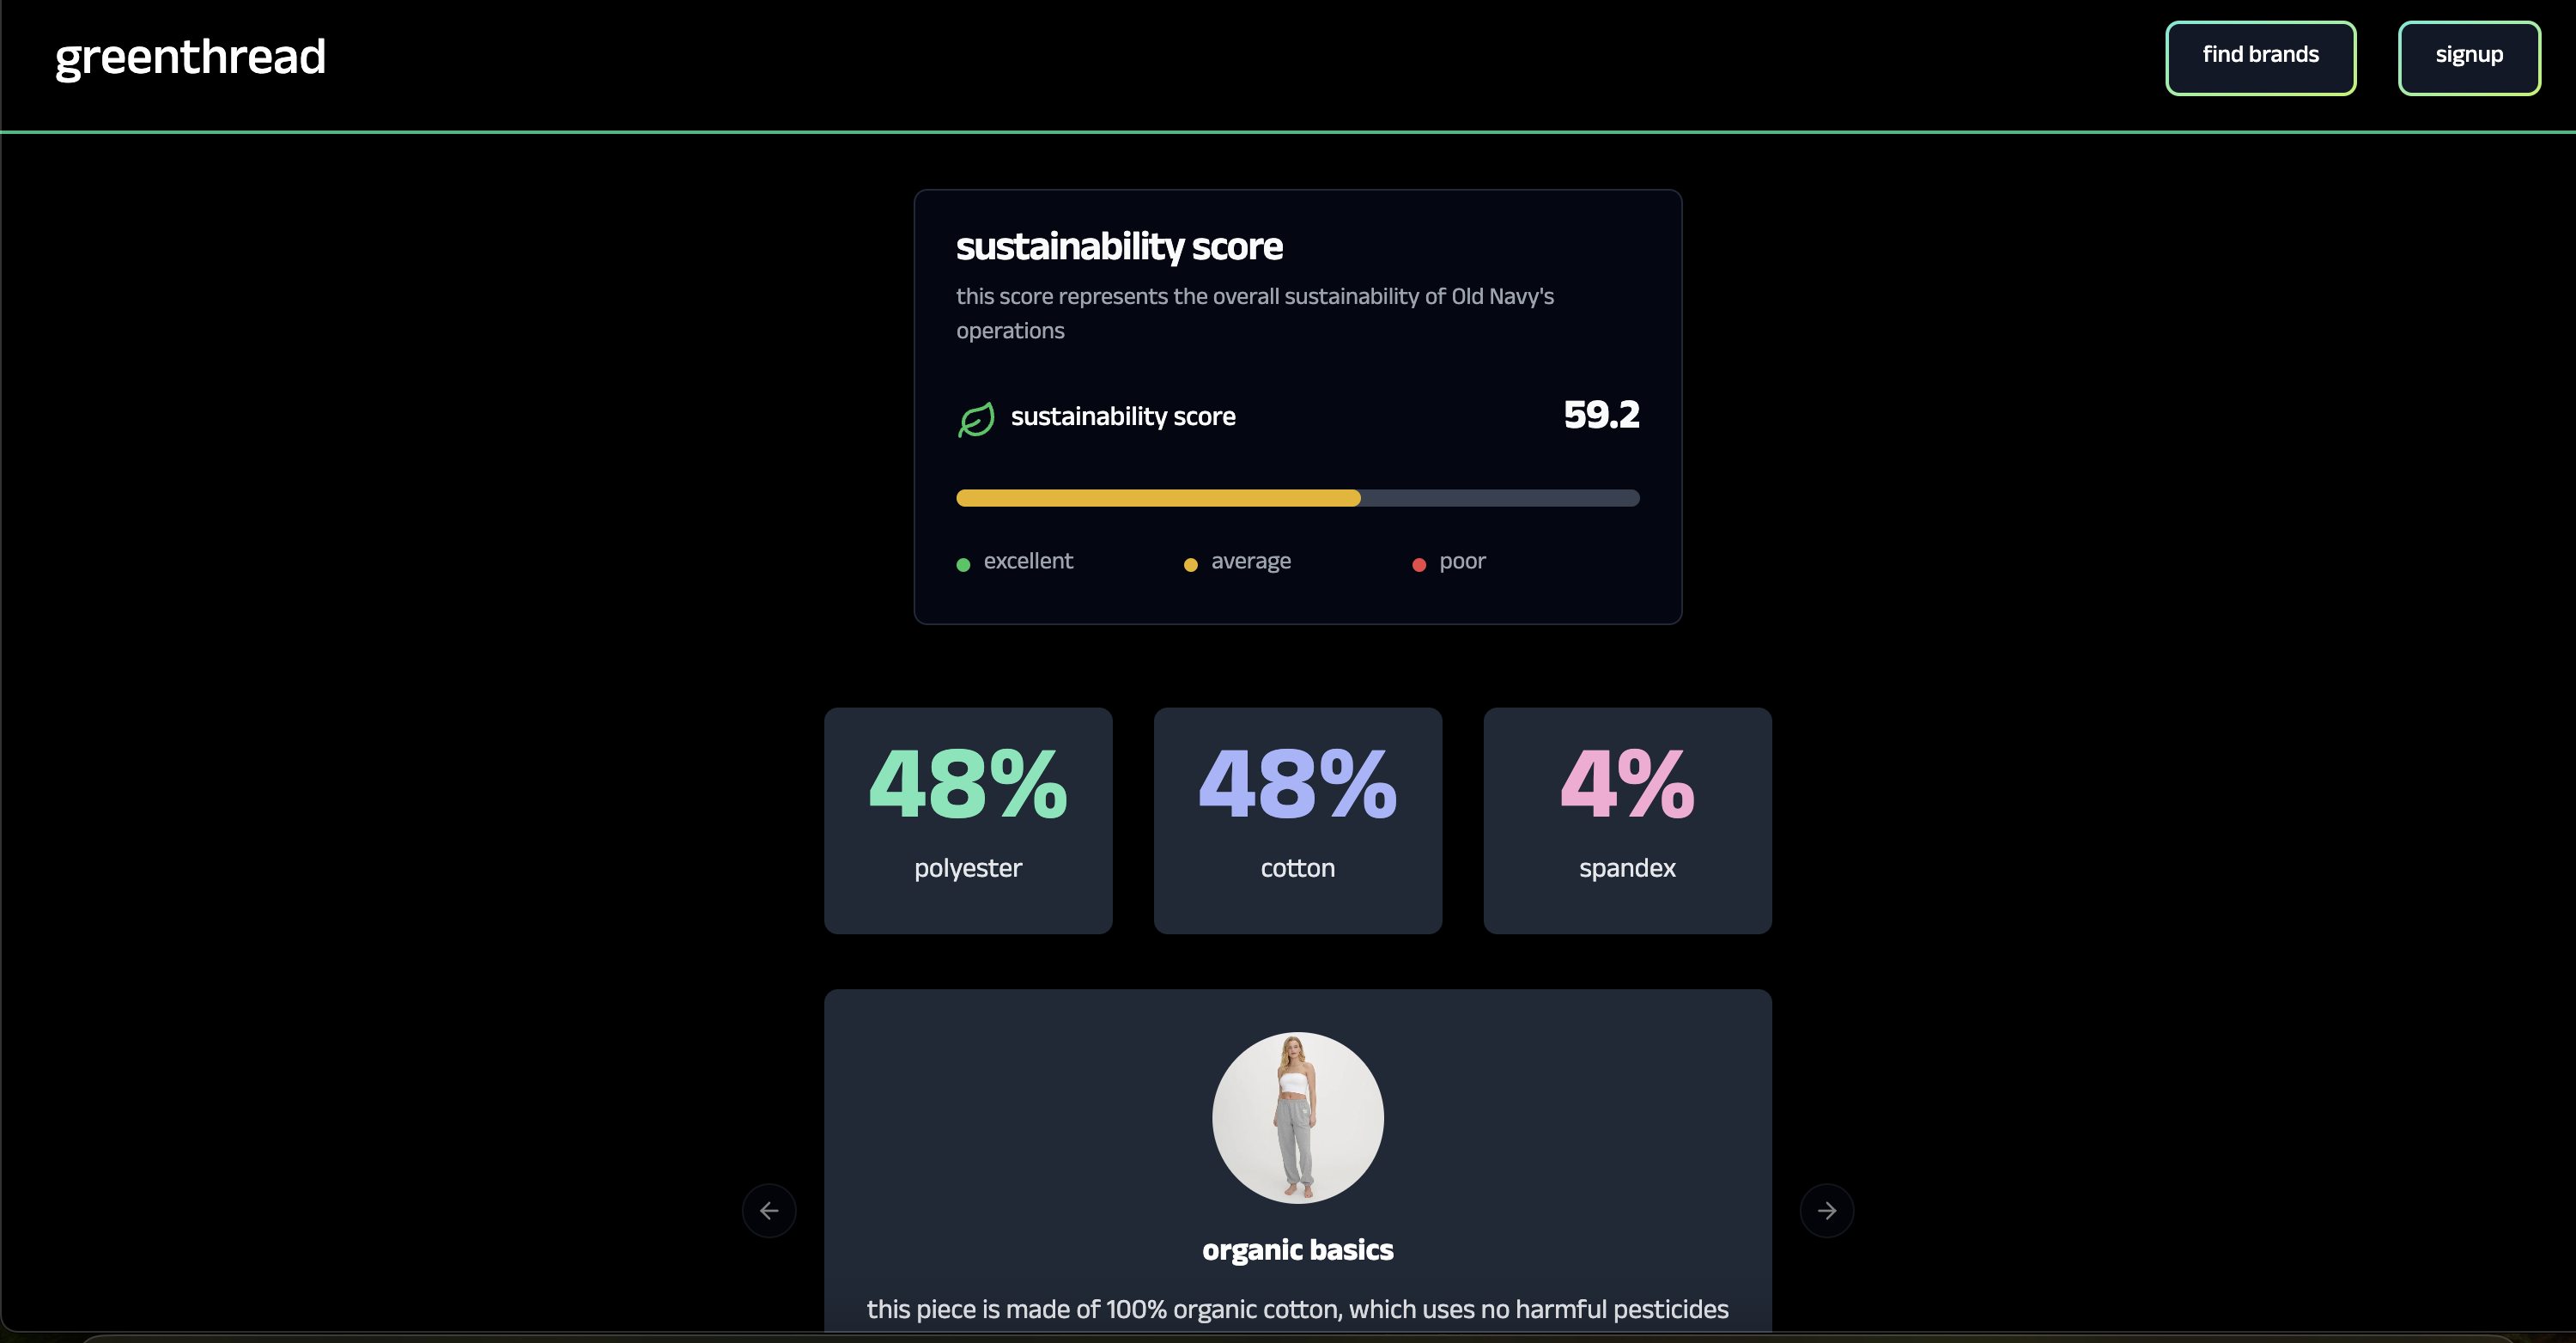 greenthread
find brands
signup
sustainability score
this score represents the overall sustainability of Old Navy's
operations
sustainability score
59.2
excellent
average
poor
48%
polyester
48%
cotton
4%
spandex
organic basics
this piece is made of 100% organic cotton, which uses no harmful pesticides